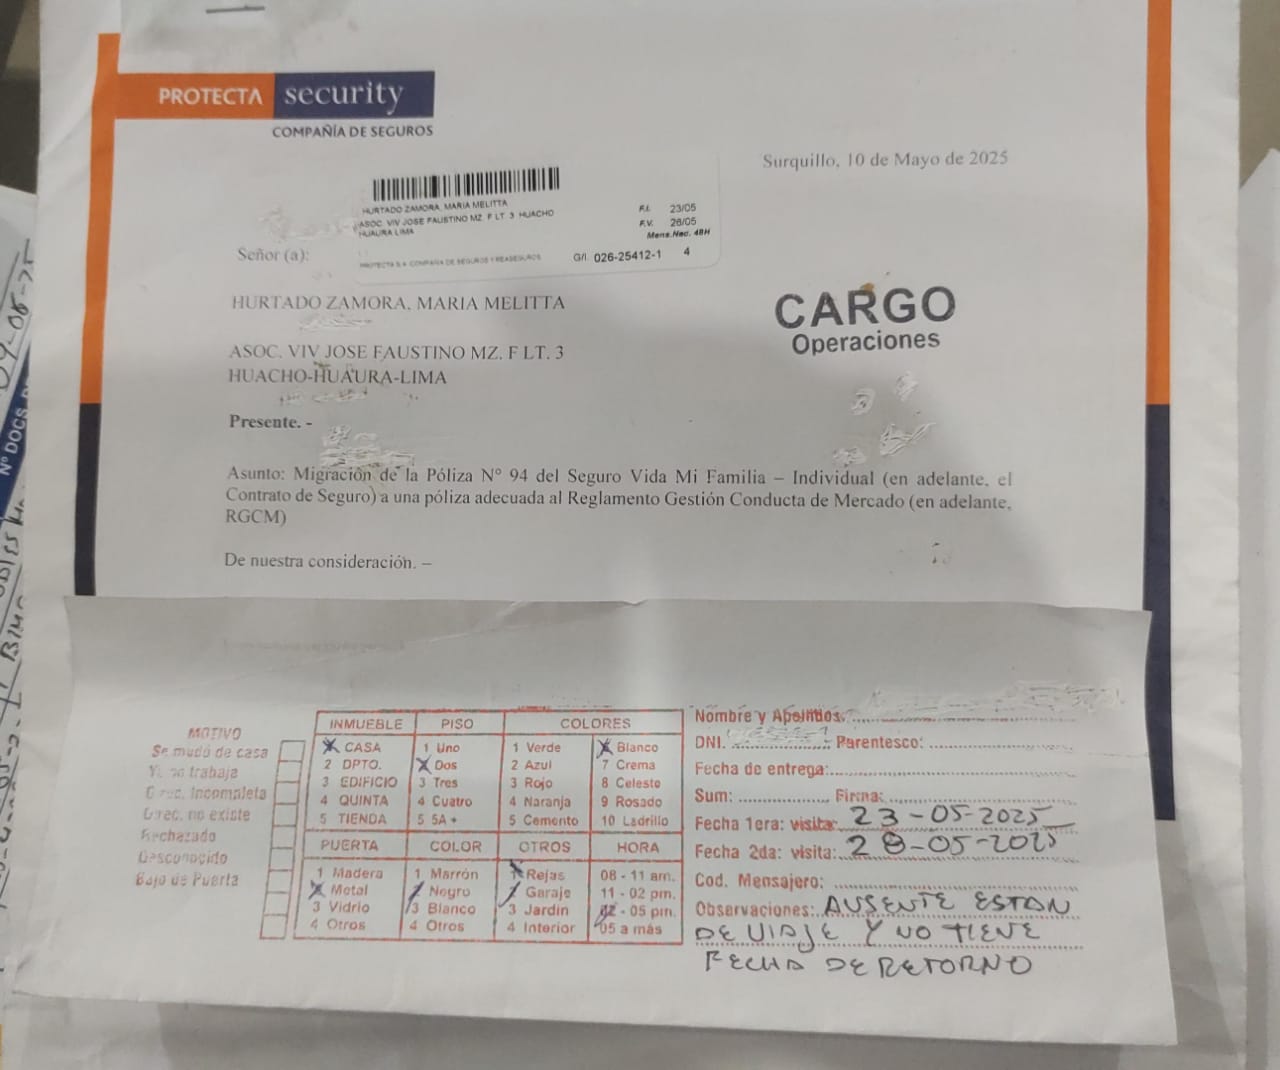 PROTECTA security
COMPAÑÍA DE SEGUROS
Surquillo, 10 de Mayo de 2025
HURTADO ZAMORA, MARIA MELITTA
ASOC. VIV JOSE FAUSTINO MZ. F LT. 3 HUACHO
HUAURA LIMA
F.I. 23/05
F.V. 26/05
Mens.Nac. 48H
PROTECTA S.A. COMPAÑIA DE SEGUROS Y REASEGUROS
G/I. 026-25412-1 4
Señor (a):
HURTADO ZAMORA, MARIA MELITTA
CARGO
Operaciones
ASOC. VIV JOSE FAUSTINO MZ. F LT. 3
HUACHO-HUAURA-LIMA
Presente. -
Asunto: Migración de la Póliza N° 94 del Seguro Vida Mi Familia – Individual (en adelante, el
Contrato de Seguro) a una póliza adecuada al Reglamento Gestión Conducta de Mercado (en adelante,
RGCM)
De nuestra consideración. –
MOTIVO
Se mudó de casa
Ya no trabaja
Direc. Incompleta
Direc. no existe
Rechazado
Desconocido
Bajo de Puerta
INMUEBLE PISO COLORES
CASA 1 Uno 1 Verde Blanco
2 DPTO. Dos 2 Azul 7 Crema
3 EDIFICIO 3 Tres 3 Rojo 8 Celeste
4 QUINTA 4 Cuatro 4 Naranja 9 Rosado
5 TIENDA 5 5A + 5 Cemento 10 Ladrillo
PUERTA COLOR OTROS HORA
1 Madera 1 Marrón Rejas 08 - 11 am.
Metal Negro Garaje 11 - 02 pm.
3 Vidrio 3 Blanco 3 Jardín 02 - 05 pm.
4 Otros 4 Otros 4 Interior 05 a más
Nombre y Apellidos:
DNI. Parentesco:
Fecha de entrega:
Sum: Firma:
Fecha 1era: visita: 23-05-2025
Fecha 2da: visita: 28-05-2025
Cod. Mensajero:
Observaciones: AUSENTE ESTAN
DE VIAJE Y NO TIENE
FECHA DE RETORNO
N° DOCS.